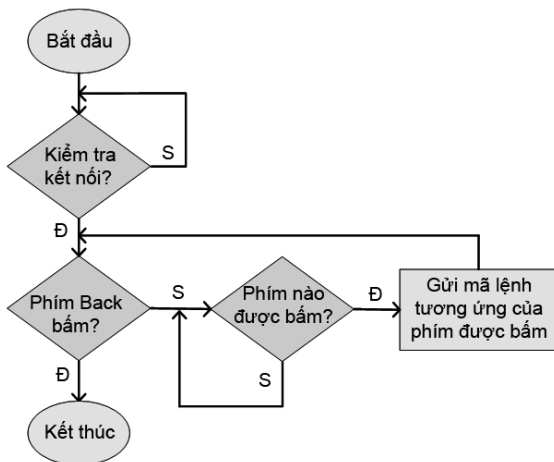 Bắt đầu
Kiểm tra
kết nối?
S
Đ
Phím Back
bấm?
S
Phím nào
được bấm?
Đ
Gửi mã lệnh
tương ứng của
phím được bấm
S
Đ
Kết thúc